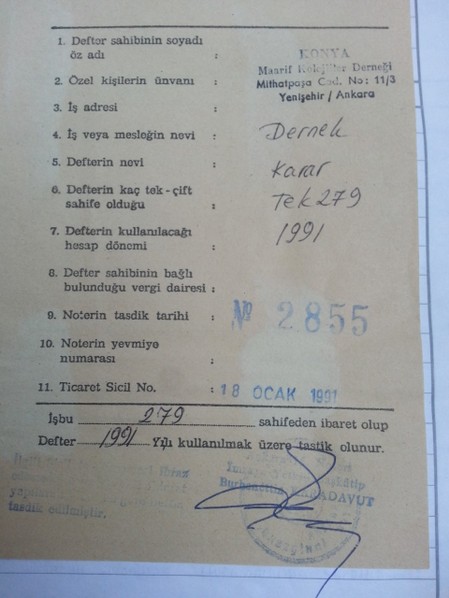 1. Defter sahibinin soyadı
öz adı :
KONYA
Maarif Kolejliler Derneği
2. Özel kişilerin ünvanı :
Mithatpaşa Cad. No: 11/3
Yenişehir / Ankara
3. İş adresi :
4. İş veya mesleğin nevi : Dernek
5. Defterin nevi : Karar
6. Defterin kaç tek-çift
sahife olduğu : Tek 279
7. Defterin kullanılacağı
hesap dönemi : 1991
8. Defter sahibinin bağlı
bulunduğu vergi dairesi :
9. Noterin tasdik tarihi : № 2855
10. Noterin yevmiye
numarası :
11. Ticaret Sicil No. : 18 OCAK 1991
İşbu 279 sahifeden ibaret olup
Defter 1991 Yılı kullanılmak üzere tastik olunur.
tasdik edilmiştir.